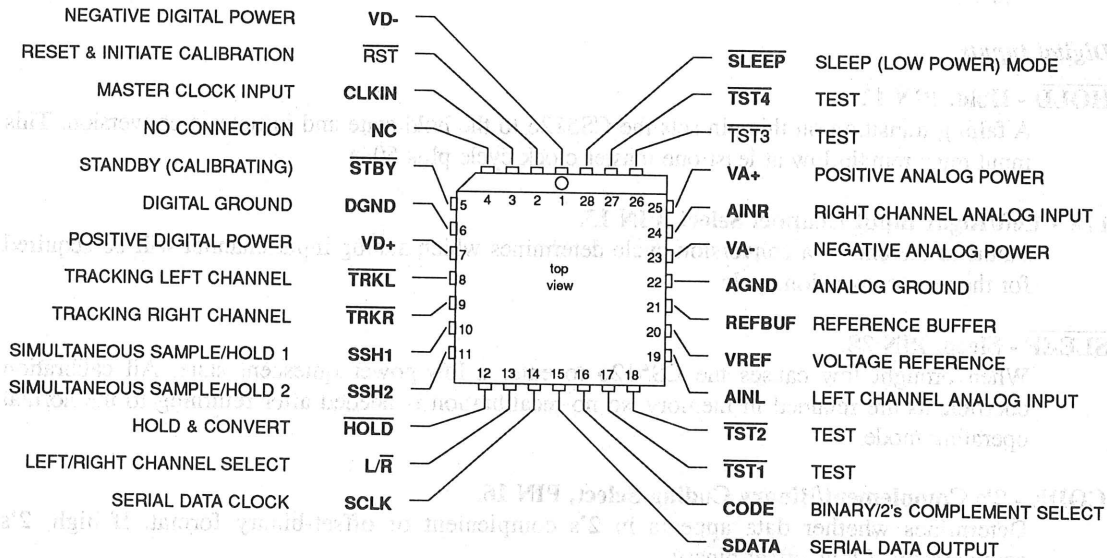 NEGATIVE DIGITAL POWER VD-
RESET & INITIATE CALIBRATION RST
MASTER CLOCK INPUT CLKIN
NO CONNECTION NC
STANDBY (CALIBRATING) STBY
DIGITAL GROUND DGND
POSITIVE DIGITAL POWER VD+
TRACKING LEFT CHANNEL TRKL
TRACKING RIGHT CHANNEL TRKR
SIMULTANEOUS SAMPLE/HOLD 1 SSH1
SIMULTANEOUS SAMPLE/HOLD 2 SSH2
HOLD & CONVERT HOLD
LEFT/RIGHT CHANNEL SELECT L/R
SERIAL DATA CLOCK SCLK
4 3 2 1 28 27 26
5
6
7
8
9
10
11
top
view
25
24
23
22
21
20
19
12 13 14 15 16 17 18
SLEEP SLEEP (LOW POWER) MODE
TST4 TEST
TST3 TEST
VA+ POSITIVE ANALOG POWER
AINR RIGHT CHANNEL ANALOG INPUT
VA- NEGATIVE ANALOG POWER
AGND ANALOG GROUND
REFBUF REFERENCE BUFFER
VREF VOLTAGE REFERENCE
AINL LEFT CHANNEL ANALOG INPUT
TST2 TEST
TST1 TEST
CODE BINARY/2'S COMPLEMENT SELECT
SDATA SERIAL DATA OUTPUT